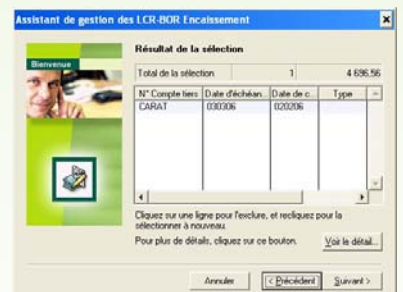 Assistant de gestion des LCR-BOR Encaissement
Bienvenue
Résultat de la sélection
Total de la sélection 1 4 696.56
N° Compte tiers Date d'échéan... Date de c... Type
CARAT 030306 020206
Cliquez sur une ligne pour l'exclure, et recliquez pour la
sélectionner à nouveau.
Pour plus de détails, cliquez sur ce bouton. Voir le détail...
Annuler < Précédent Suivant >